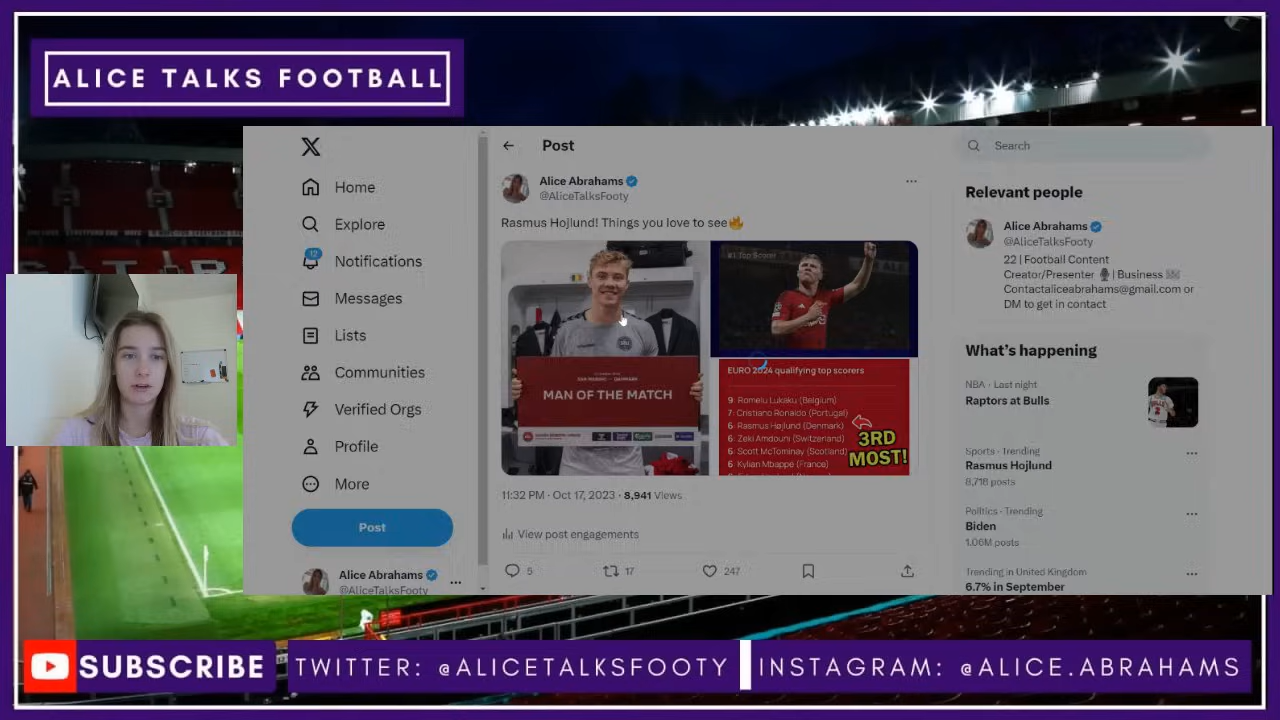 ALICE TALKS FOOTBALL
X
Home
Explore
12
Notifications
Messages
Lists
Communities
Verified Orgs
Profile
More
Post
Alice Abrahams
@AliceTalksFooty
Post
Alice Abrahams
@AliceTalksFooty
Rasmus Hojlund! Things you love to see🔥
#1 Top Scorer
MAN OF THE MATCH
EURO 2024 qualifying top scorers
9: Romelu Lukaku (Belgium)
7: Cristiano Ronaldo (Portugal)
6: Rasmus Højlund (Denmark)
6: Zeki Amdouni (Switzerland)
6: Scott McTominay (Scotland)
6: Kylian Mbappe (France)
3RD
MOST!
11:32 PM · Oct 17, 2023 · 8,941 Views
View post engagements
5
17
247
Search
Relevant people
Alice Abrahams
@AliceTalksFooty
22 | Football Content
Creator/Presenter 🎙 | Business 📧
Contactaliceabrahams@gmail.com or
DM to get in contact
What's happening
NBA · Last night
Raptors at Bulls
Sports · Trending
Rasmus Hojlund
8,716 posts
Politics · Trending
Biden
1.06M posts
Trending in United Kingdom
6.7% in September
SUBSCRIBE
TWITTER: @ALICETALKSFOOTY
INSTAGRAM: @ALICE.ABRAHAMS